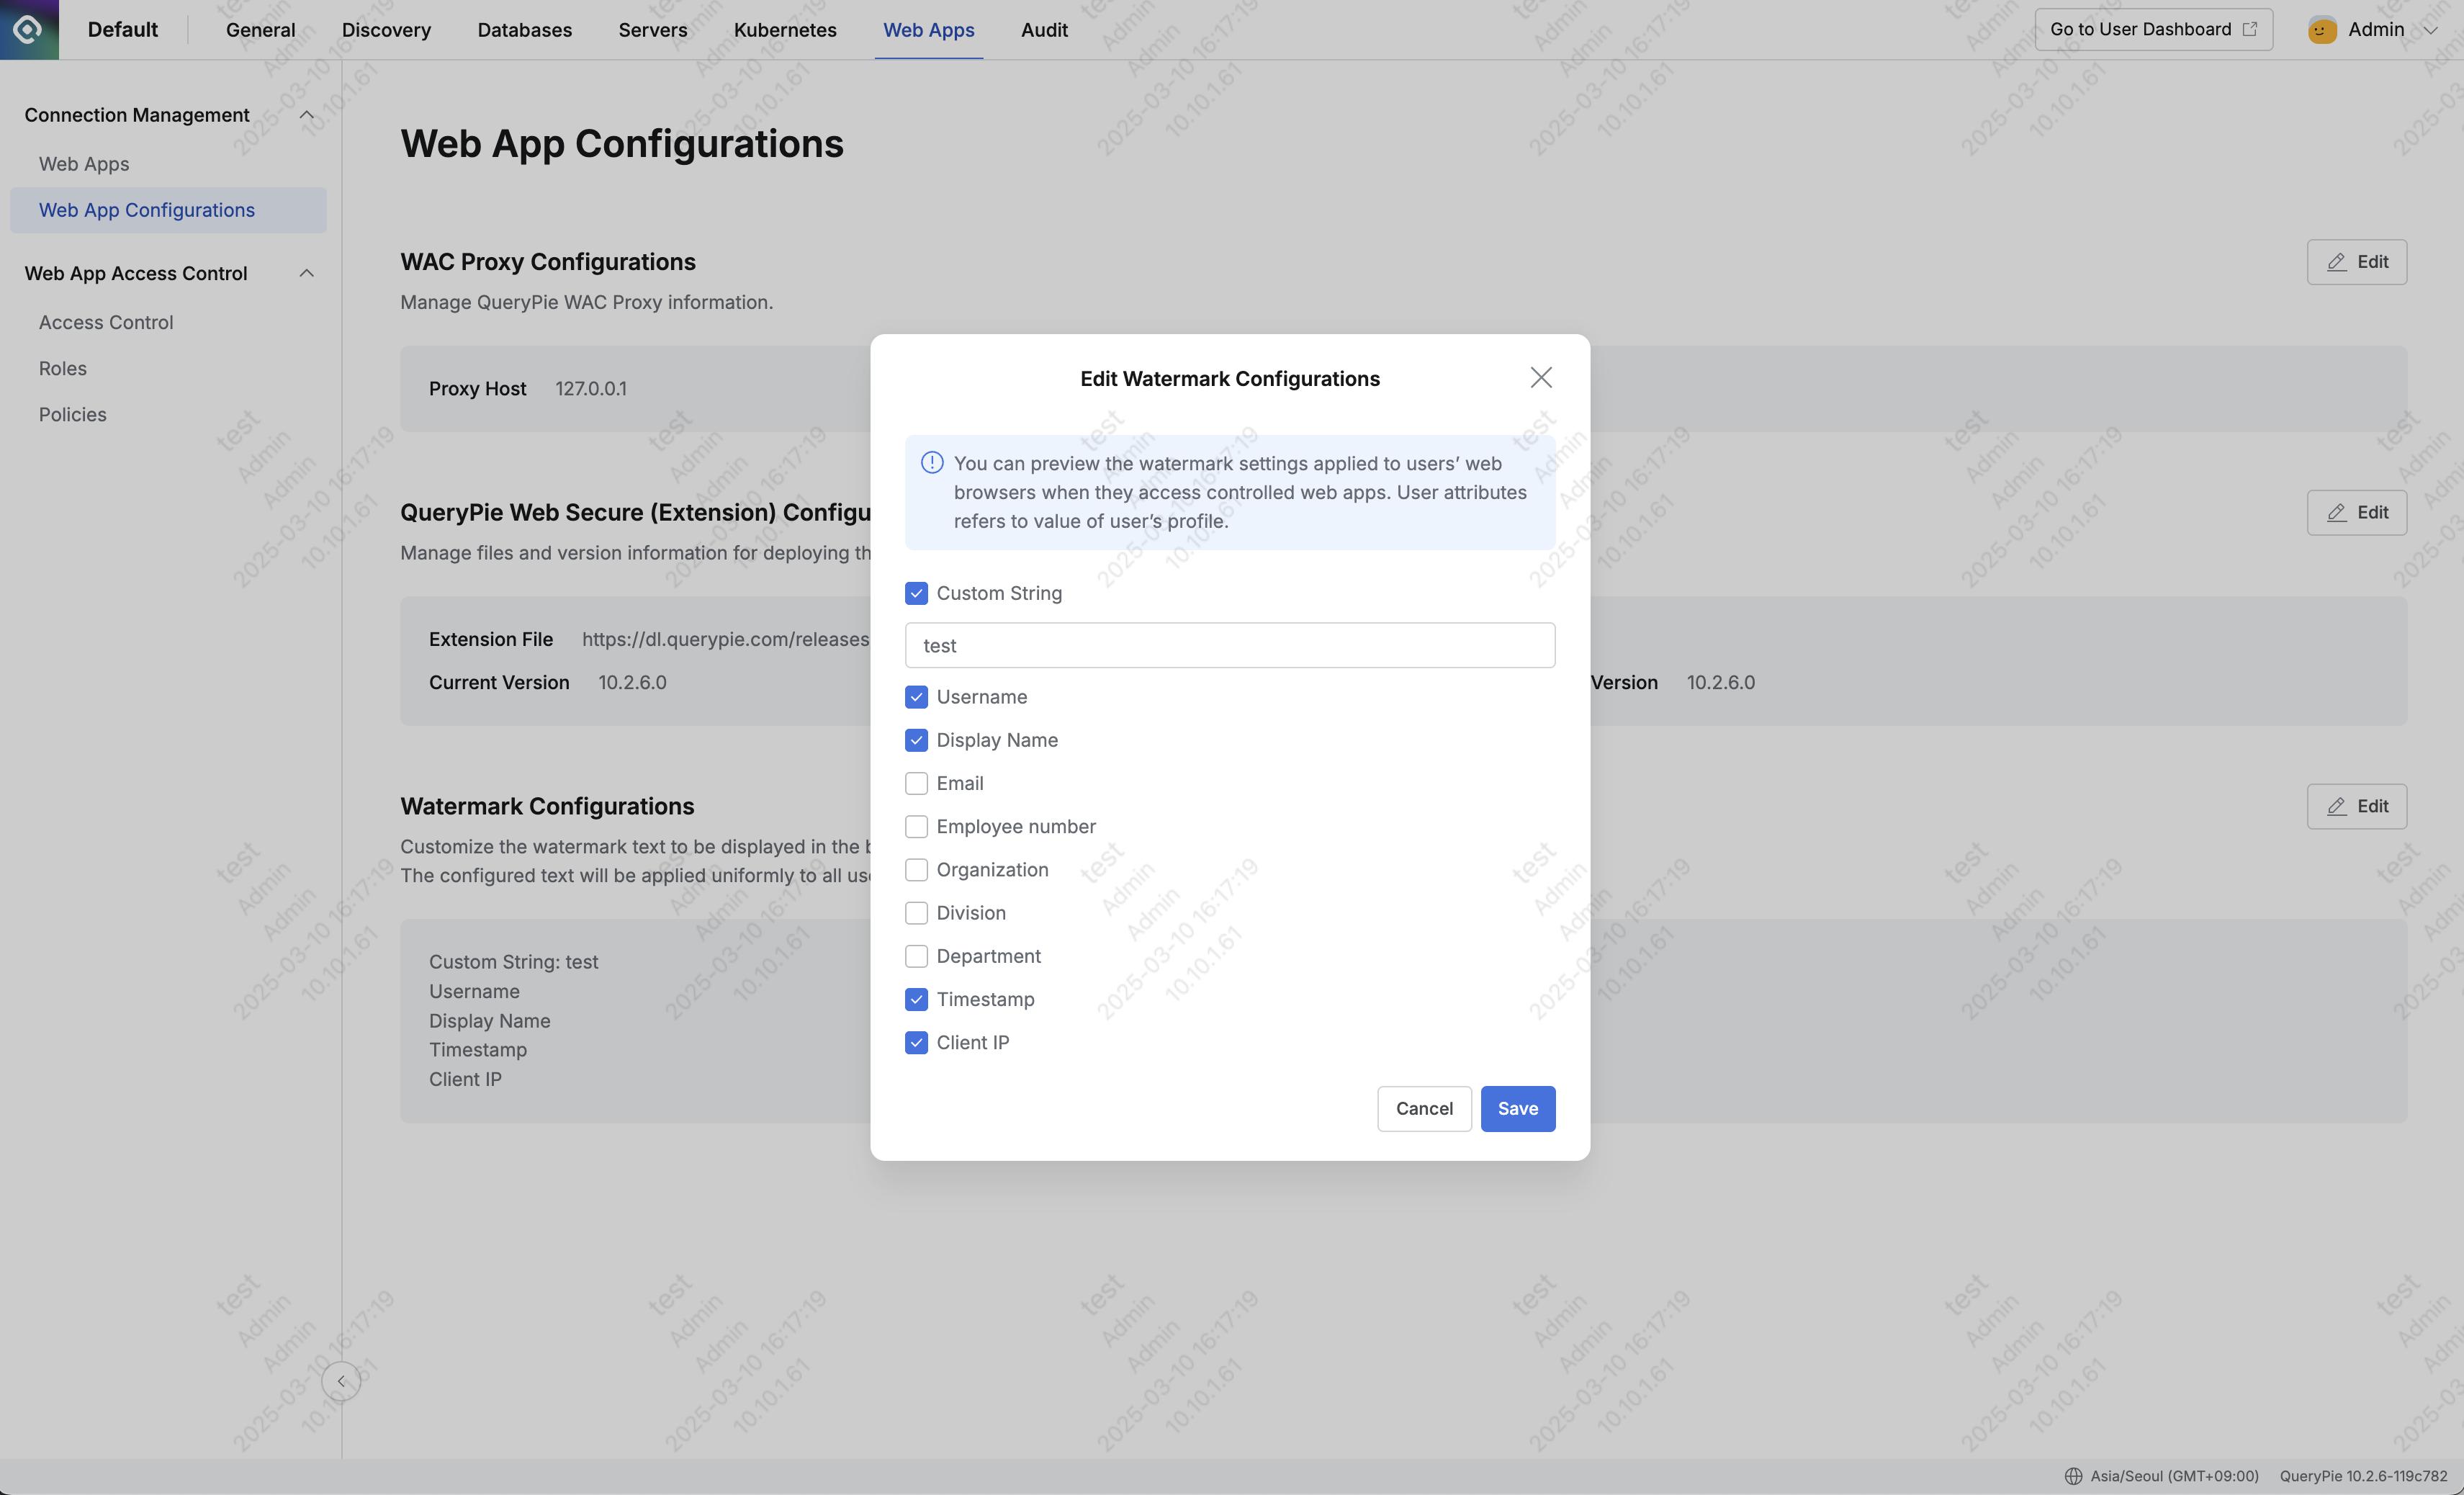 Default
General
Discovery
Databases
Servers
Kubernetes
Web Apps
Audit
Go to User Dashboard
Admin
Connection Management
Web Apps
Web App Configurations
Web App Access Control
Access Control
Roles
Policies
Web App Configurations
WAC Proxy Configurations
Manage QueryPie WAC Proxy information.
Edit
Proxy Host 127.0.0.1
QueryPie Web Secure (Extension) Configu
Manage files and version information for deploying th
Edit
Extension File https://dl.querypie.com/releases
Current Version 10.2.6.0
Version 10.2.6.0
Watermark Configurations
Customize the watermark text to be displayed in the b
The configured text will be applied uniformly to all use
Edit
Custom String: test
Username
Display Name
Timestamp
Client IP
Edit Watermark Configurations
You can preview the watermark settings applied to users’ web
browsers when they access controlled web apps. User attributes
refers to value of user’s profile.
Custom String
test
Username
Display Name
Email
Employee number
Organization
Division
Department
Timestamp
Client IP
Cancel
Save
test
Admin
Admin
2025-03-10 16:17:19
10.10.1.61
Asia/Seoul (GMT+09:00)
QueryPie 10.2.6-119c782